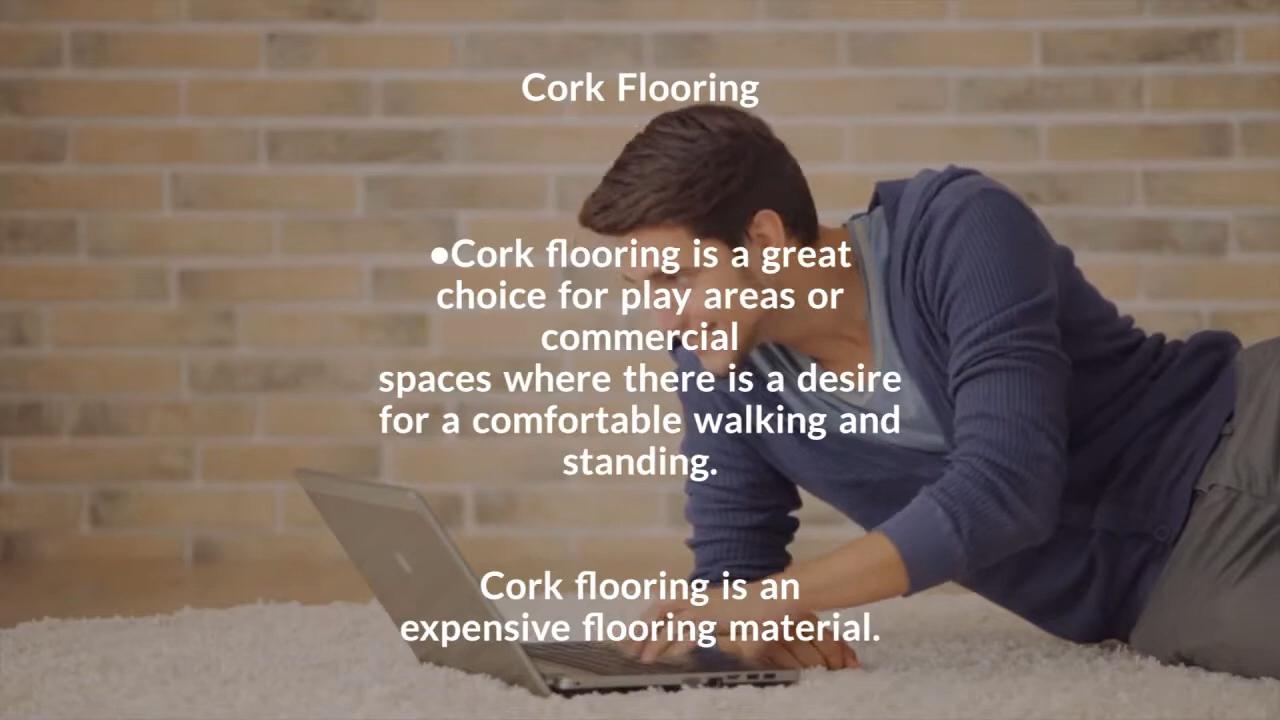 Cork Flooring
•Cork flooring is a great
choice for play areas or
commercial
spaces where there is a desire
for a comfortable walking and
standing.
Cork flooring is an
expensive flooring material.